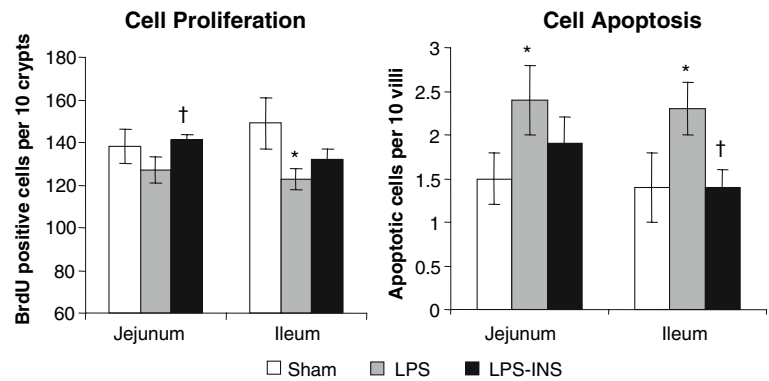 Cell Proliferation
BrdU positive cells per 10 crypts
180
160
140
120
100
80
60
†
*
Jejunum
Ileum
Cell Apoptosis
Apoptotic cells per 10 villi
3
2.5
2
1.5
1
0.5
0
*
*
†
Jejunum
Ileum
Sham
LPS
LPS-INS